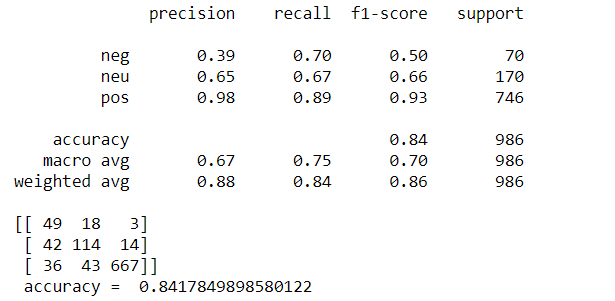 precision recall f1-score support
neg 0.39 0.70 0.50 70
neu 0.65 0.67 0.66 170
pos 0.98 0.89 0.93 746
accuracy 0.84 986
macro avg 0.67 0.75 0.70 986
weighted avg 0.88 0.84 0.86 986
[[ 49 18 3]
[ 42 114 14]
[ 36 43 667]]
accuracy = 0.8417849898580122